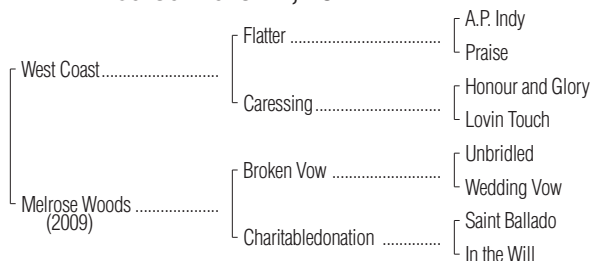 Flatter ........................................
A.P. Indy
Praise
West Coast...............................
Caressing.................................
Honour and Glory
Lovin Touch
Broken Vow ............................
Unbridled
Wedding Vow
Melrose Woods ......................
(2009)
Charitabledonation ...............
Saint Ballado
In the Will